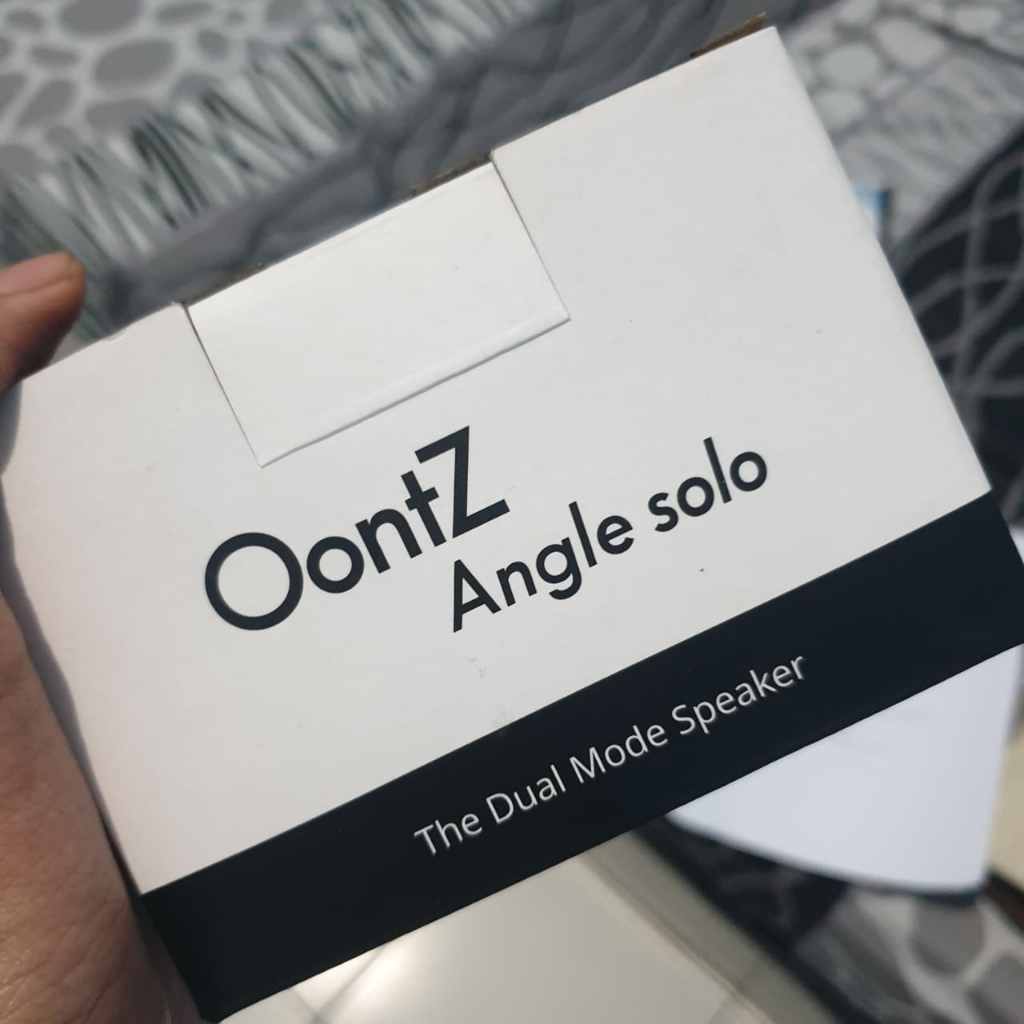 OontZ
Angle solo
The Dual Mode Speaker